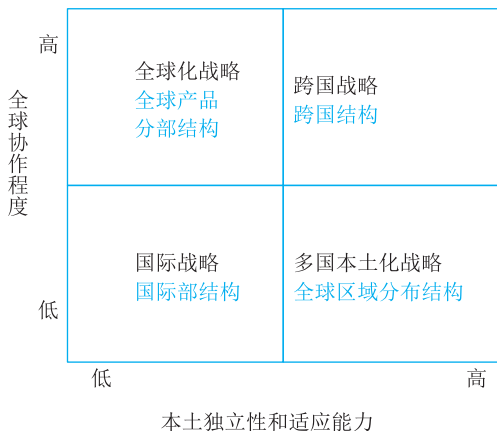 高
全球协作程度
全球化战略
全球产品
分部结构
跨国战略
跨国结构
国际战略
国际部结构
多国本土化战略
全球区域分布结构
低
低
高
本土独立性和适应能力